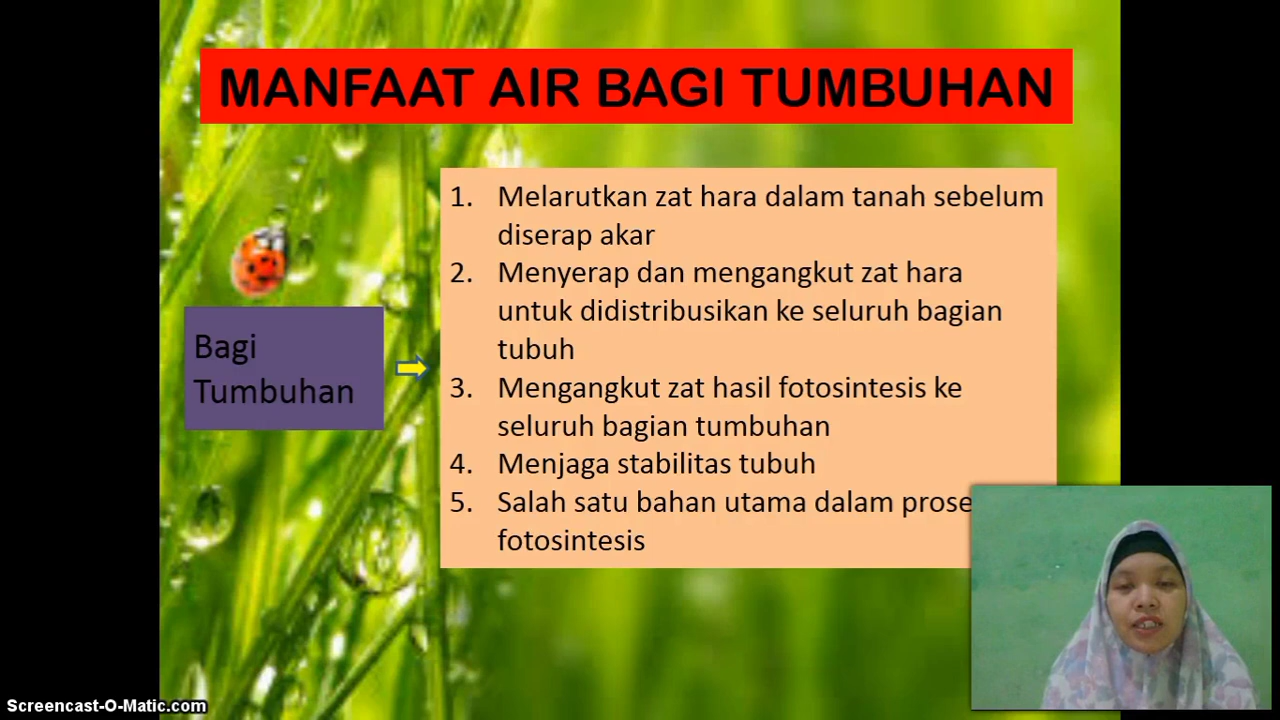 MANFAAT AIR BAGI TUMBUHAN
Bagi
Tumbuhan
1. Melarutkan zat hara dalam tanah sebelum
diserap akar
2. Menyerap dan mengangkut zat hara
untuk didistribusikan ke seluruh bagian
tubuh
3. Mengangkut zat hasil fotosintesis ke
seluruh bagian tumbuhan
4. Menjaga stabilitas tubuh
5. Salah satu bahan utama dalam prose
fotosintesis
Screencast-O-Matic.com